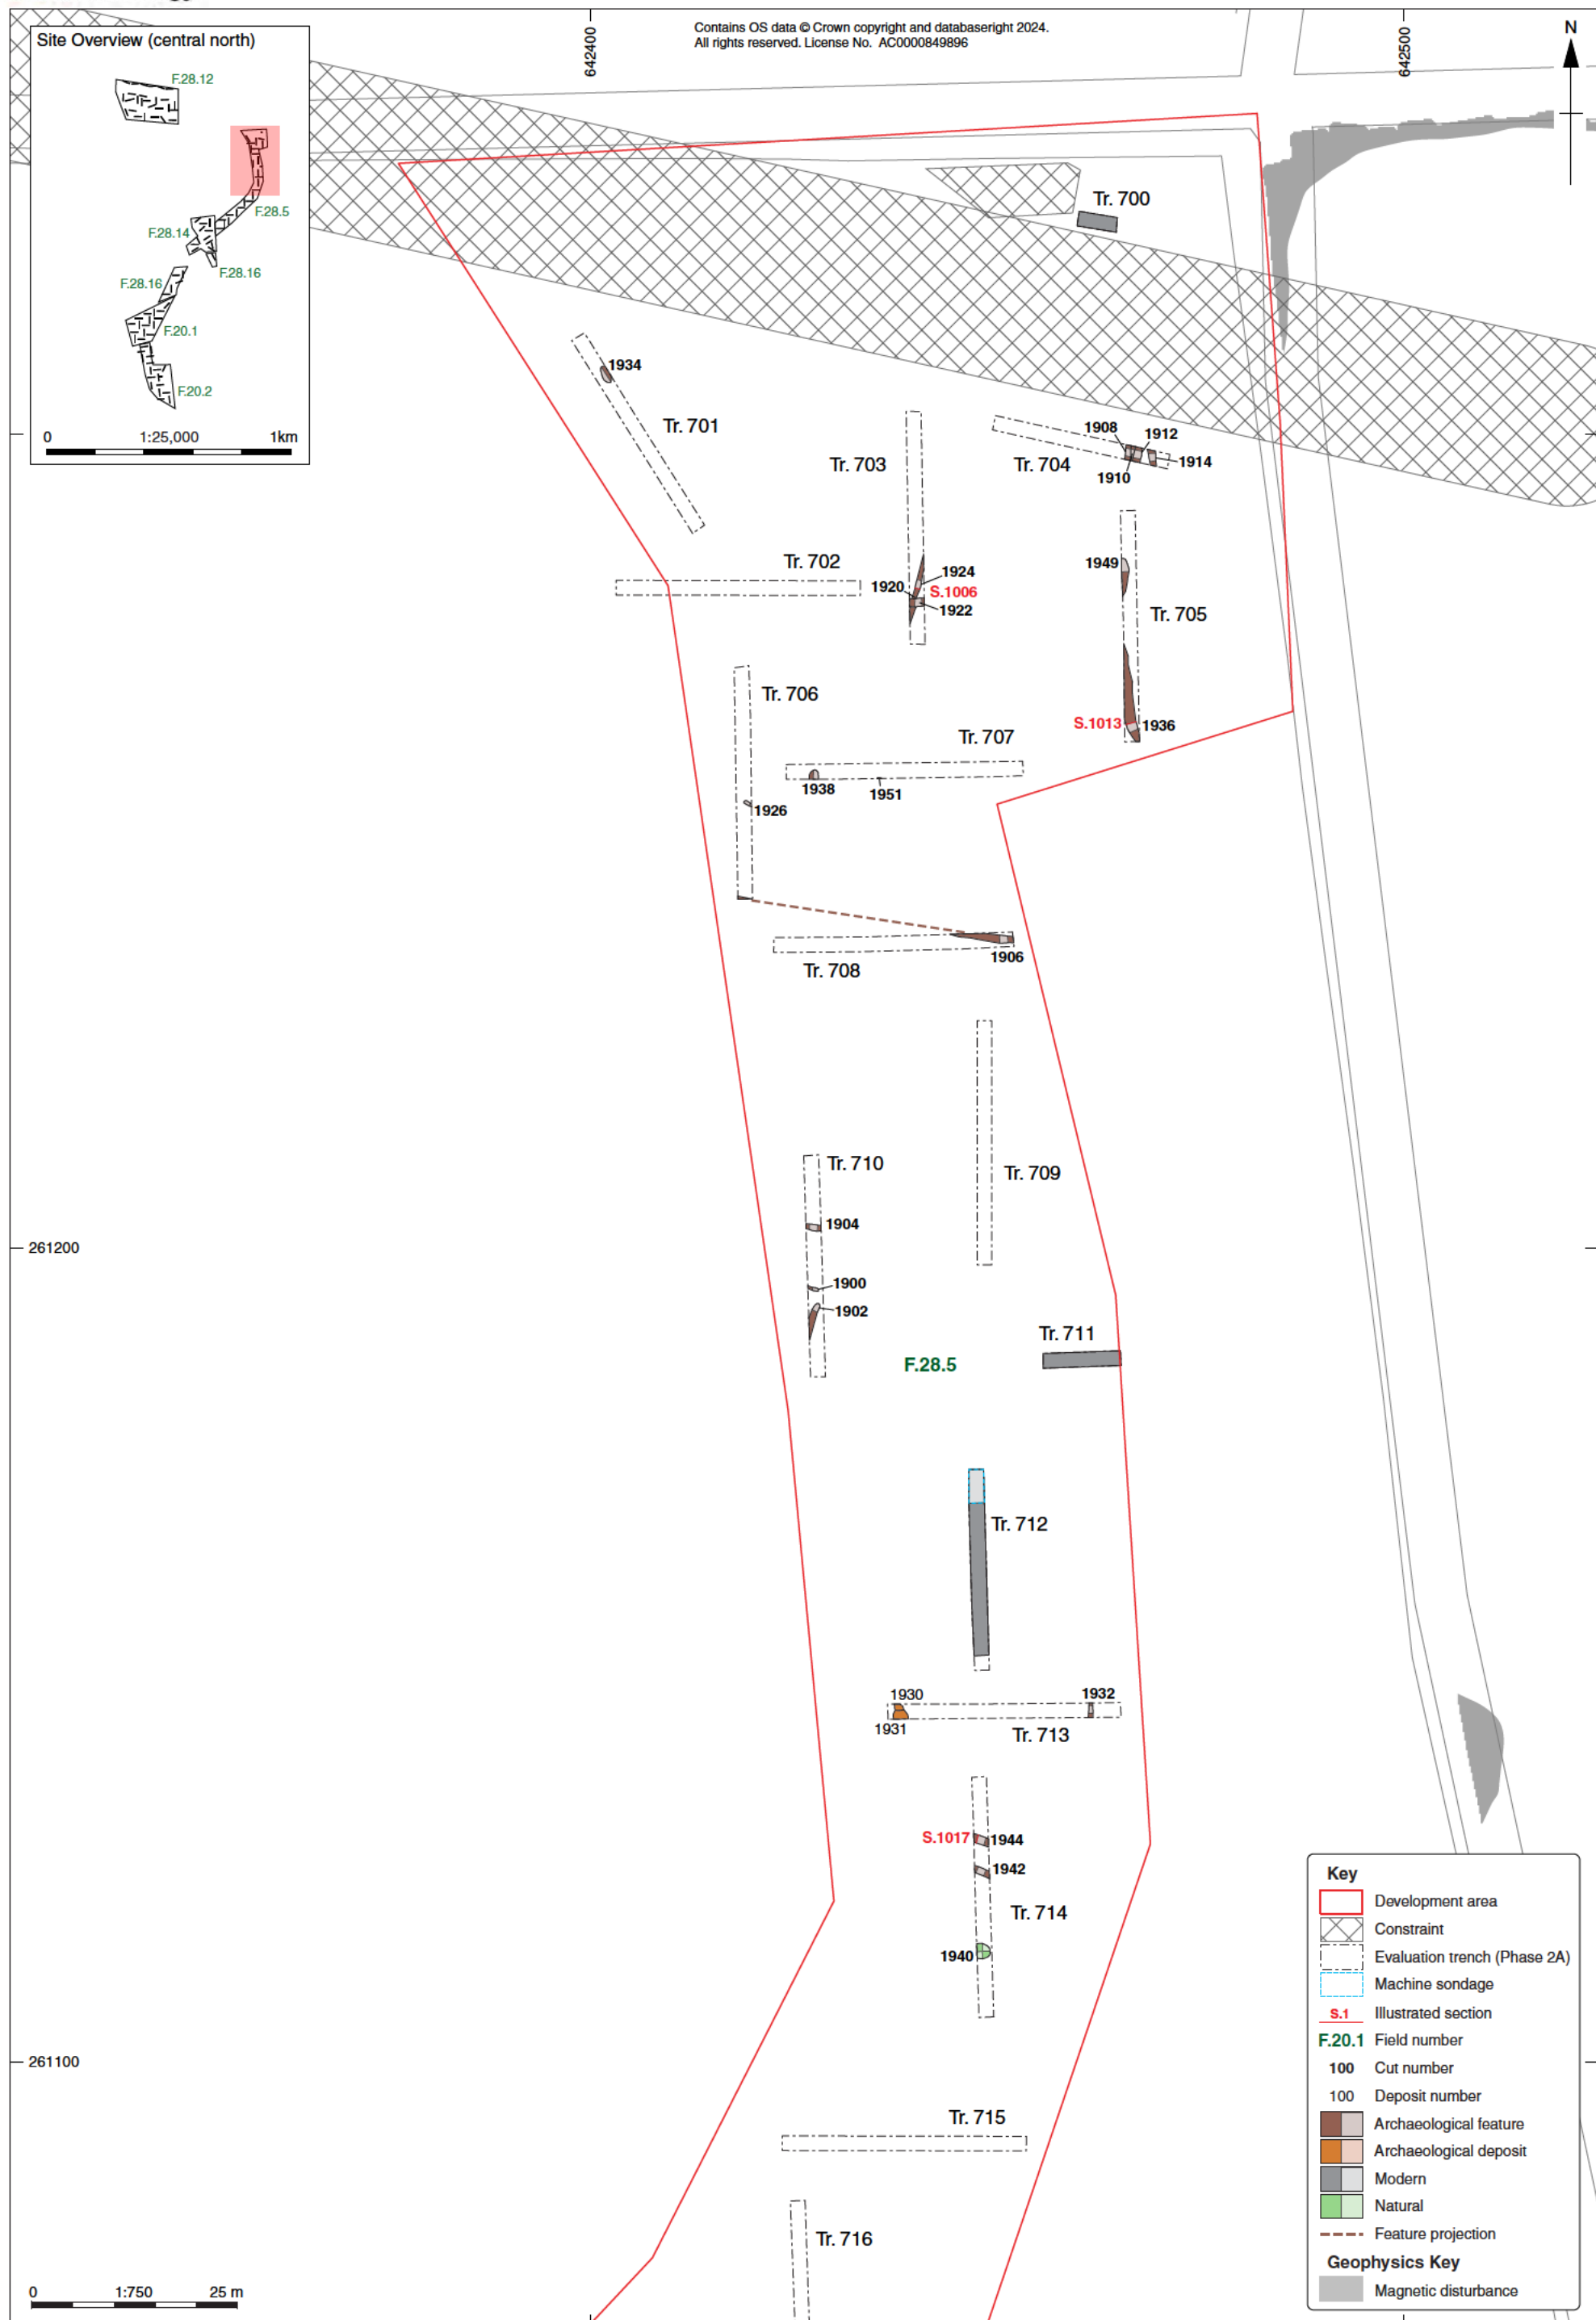 Site Overview (central north)
F.28.12
F.28.5
F.28.14
F.28.16
F.28.16
F.20.1
F.20.2
0 1:25,000 1km
Contains OS data © Crown copyright and databaseright 2024.
All rights reserved. License No. AC0000849896
642400
642500
N
Tr. 700
1934
Tr. 701
Tr. 703
Tr. 704
1908
1912
1914
1910
Tr. 702
1924
1920
S.1006
1922
1949
Tr. 705
S.1013
1936
Tr. 706
Tr. 707
1938
1951
1926
1906
Tr. 708
Tr. 709
Tr. 710
1904
261200
1900
1902
Tr. 711
F.28.5
Tr. 712
1930
1932
1931
Tr. 713
S.1017
1944
1942
Tr. 714
1940
261100
Tr. 715
Tr. 716
0 1:750 25 m
Key
Development area
Constraint
Evaluation trench (Phase 2A)
Machine sondage
S.1 Illustrated section
F.20.1 Field number
100 Cut number
100 Deposit number
Archaeological feature
Archaeological deposit
Modern
Natural
Feature projection
Geophysics Key
Magnetic disturbance